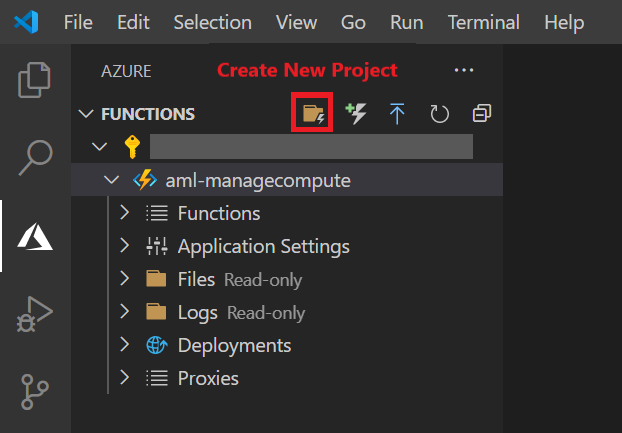 File Edit Selection View Go Run Terminal Help
AZURE Create New Project
FUNCTIONS
aml-managecompute
Functions
Application Settings
Files Read-only
Logs Read-only
Deployments
Proxies